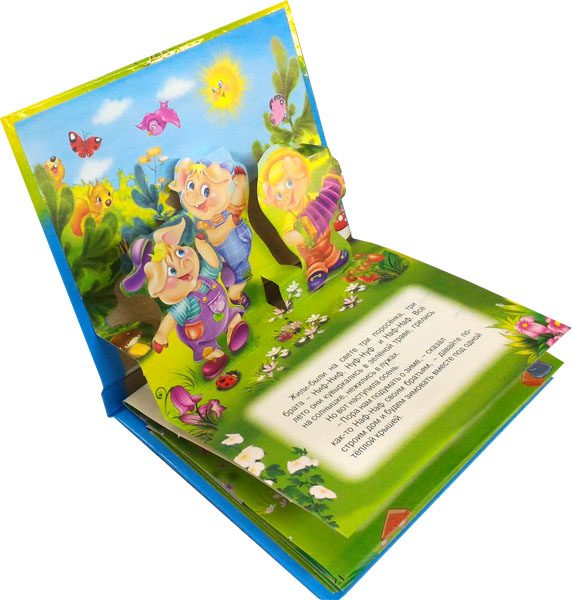 Жили-были на свете три поросёнка, три
брата – Ниф-Ниф, Нуф-Нуф и Наф-Наф. Всё
лето они кувыркались в зелёной траве, грелись
на солнышке, нежились в лужах.
Но вот наступила осень.
– Пора нам подумать о зиме, – сказал
как-то Наф-Наф своим братьям, – давайте по-
строим дом и будем зимовать вместе под одной
тёплой крышей.